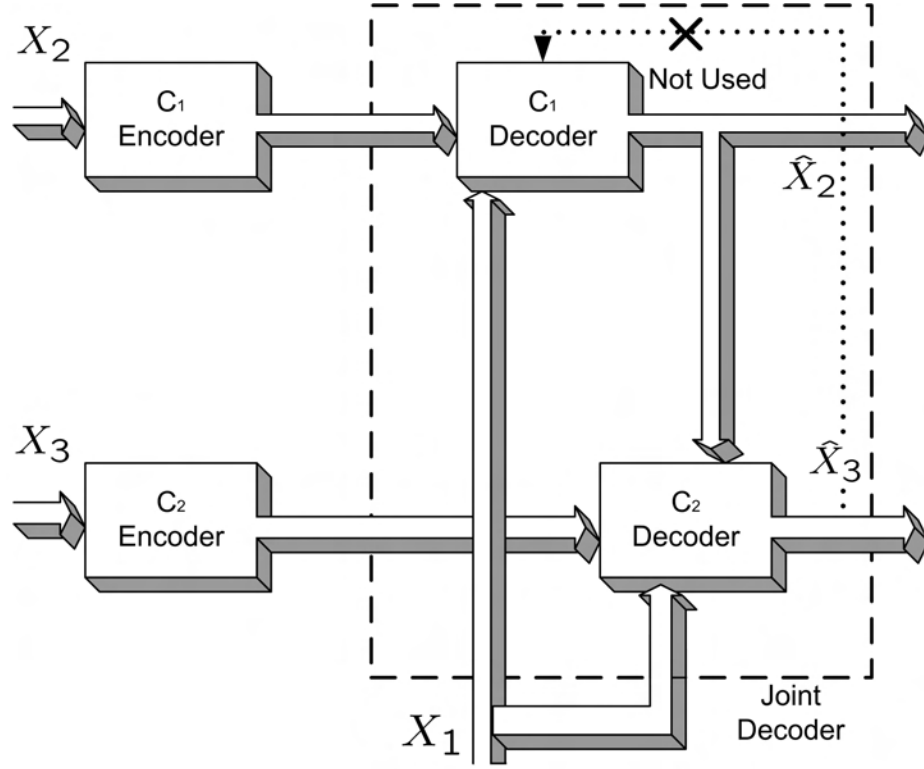 X₂
C₁
Encoder
C₁
Decoder
Not Used
X̂₂
X₃
C₂
Encoder
C₂
Decoder
X̂₃
X₁
Joint
Decoder